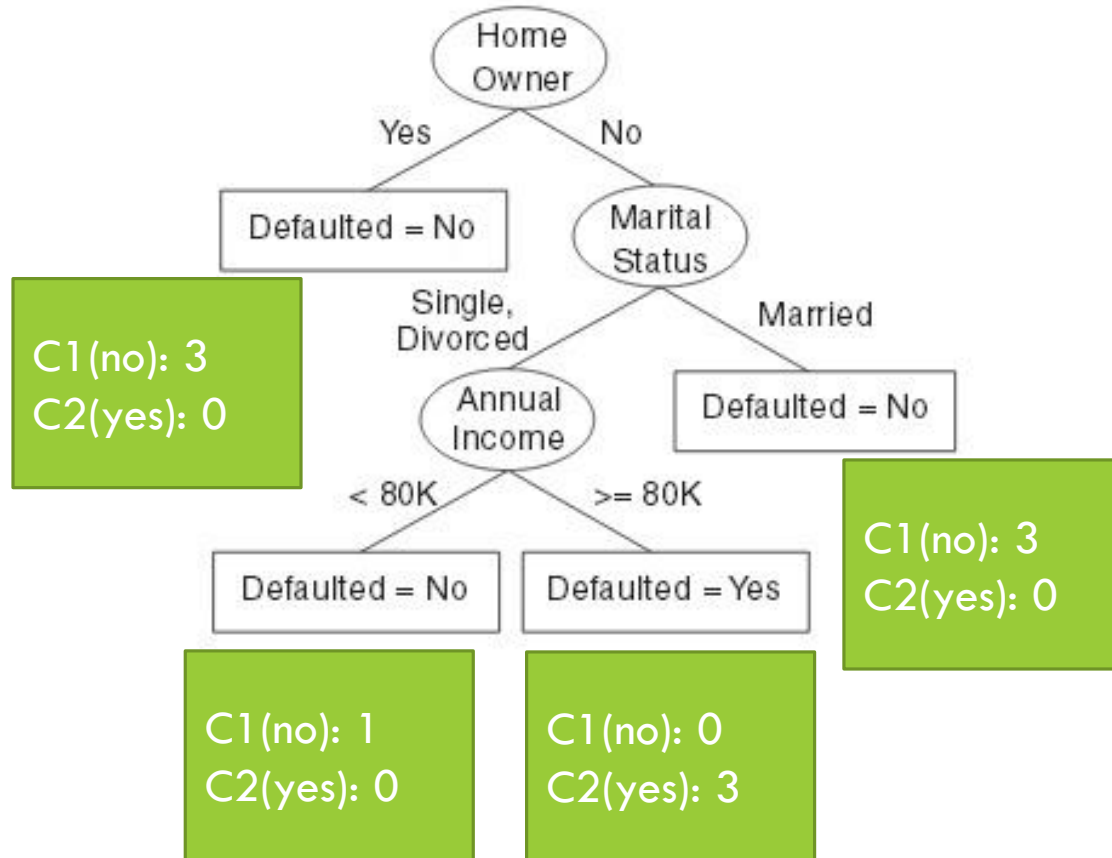 Home
Owner
Yes
No
Defaulted = No
Marital
Status
C1(no): 3
C2(yes): 0
Single,
Divorced
Married
Annual
Income
Defaulted = No
< 80K
>= 80K
C1(no): 3
C2(yes): 0
Defaulted = No
Defaulted = Yes
C1(no): 1
C2(yes): 0
C1(no): 0
C2(yes): 3